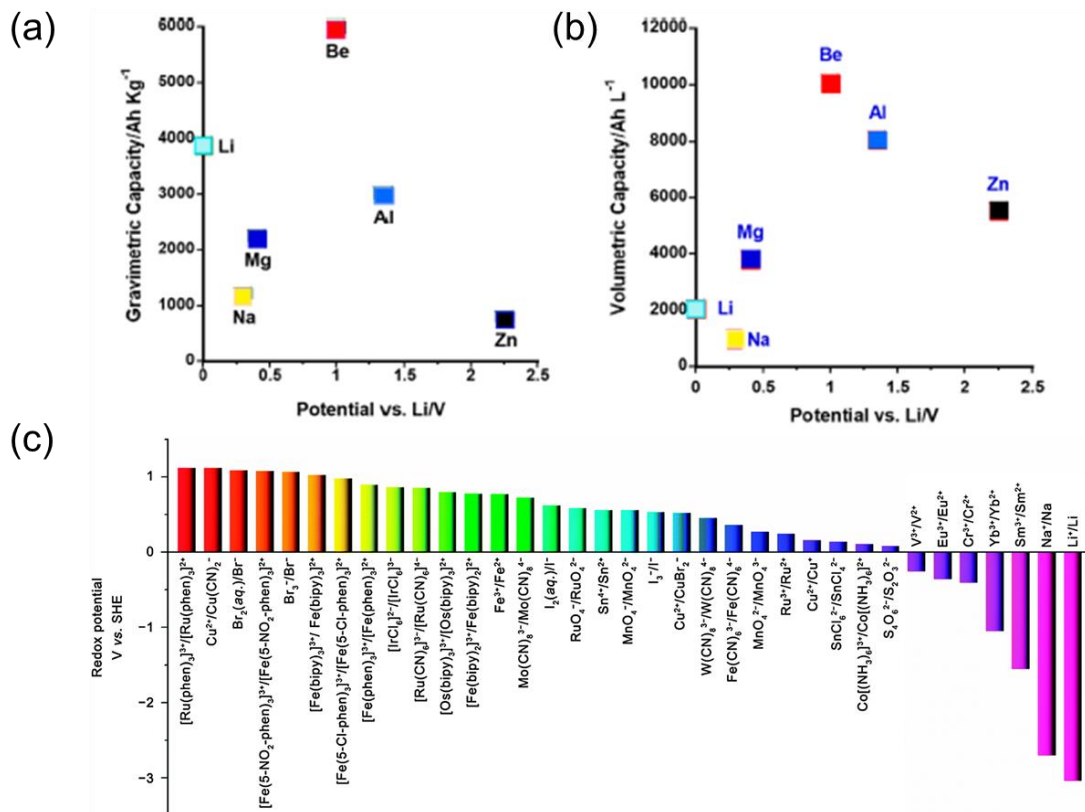 (a)
Gravimetric Capacity/Ah Kg⁻¹
6000
5000
4000
3000
2000
1000
0
Be
Li
Al
Mg
Na
Zn
0 0.5 1 1.5 2 2.5
Potential vs. Li/V
(b)
Volumetric Capacity/Ah L⁻¹
12000
10000
8000
6000
4000
2000
0
Be
Al
Zn
Mg
Li
Na
0 0.5 1 1.5 2 2.5
Potential vs. Li/V
(c)
Redox potential
V vs. SHE
1
0
−1
−2
−3
[Ru(phen)₃]³⁺/[Ru(phen)₃]²⁺
Cu²⁺/Cu(CN)₂⁻
Br₂(aq.)/Br⁻
[Fe(5-NO₂-phen)₃]³⁺/[Fe(5-NO₂-phen)₃]²⁺
Br₃⁻/Br⁻
[Fe(bipy)₃]³⁺/ Fe(bipy)₃]²⁺
[Fe(5-Cl-phen)₃]³⁺/[Fe(5-Cl-phen)₃]²⁺
[Fe(phen)₃]³⁺/[Fe(phen)₃]²⁺
[IrCl₆]²⁻/[IrCl₆]³⁻
[Ru(CN)₆]³⁻/[Ru(CN)₆]⁴⁻
[Os(bipy)₃]³⁺/[Os(bipy)₃]²⁺
[Fe(bipy)₂]³⁺/[Fe(bipy)₂]²⁺
Fe³⁺/Fe²⁺
Mo(CN)₆³⁻/Mo(CN)₆⁴⁻
I₂(aq.)/I⁻
RuO₄⁻/RuO₄²⁻
Sn⁴⁺/Sn²⁺
MnO₄⁻/MnO₄²⁻
I₃⁻/I⁻
Cu²⁺/CuBr₂⁻
W(CN)₈³⁻/W(CN)₈⁴⁻
Fe(CN)₆³⁻/Fe(CN)₆⁴⁻
MnO₄²⁻/MnO₄³⁻
Ru³⁺/Ru²⁺
Cu²⁺/Cu⁺
SnCl₆²⁻/SnCl₄²⁻
Co[(NH₃)₆]³⁺/Co[(NH₃)₆]²⁺
S₄O₆²⁻/S₂O₃²⁻
V³⁺/V²⁺
Eu³⁺/Eu²⁺
Cr³⁺/Cr²⁺
Yb³⁺/Yb²⁺
Sm³⁺/Sm²⁺
Na⁺/Na
Li⁺/Li